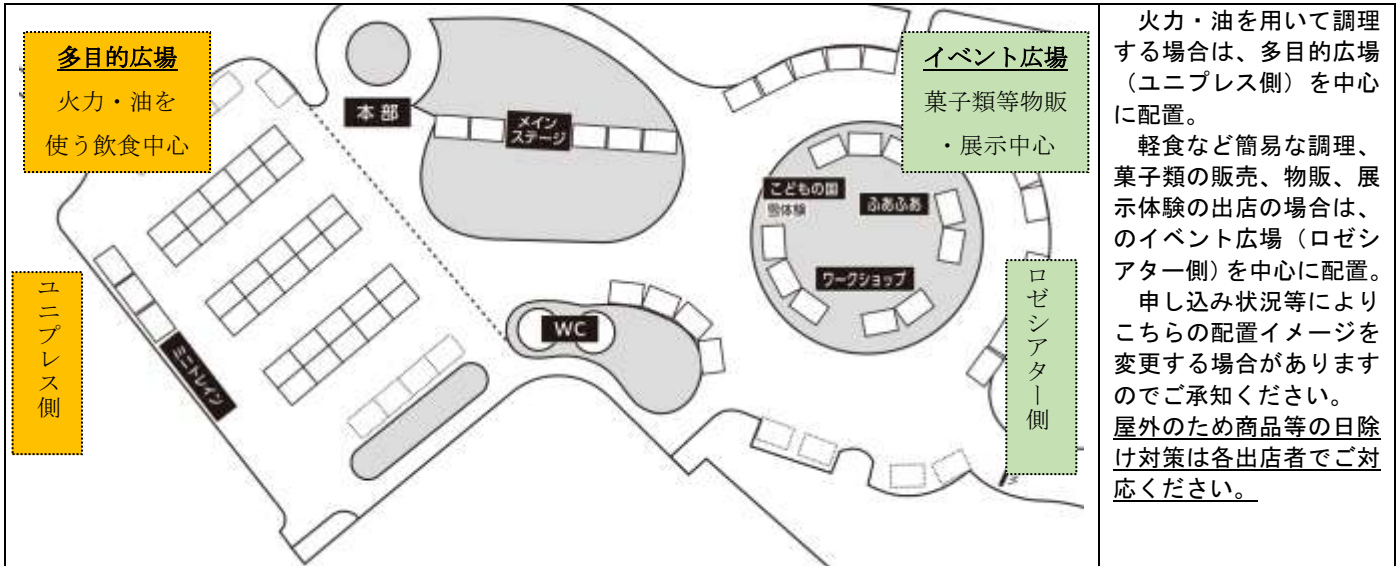 多目的広場
火力・油を
使う飲食中心
ユニプレス側
ミニトレイン
本部
メイン
ステージ
WC
こどもの国
ふあふあ
ワークショップ
イベント広場
菓子類等物販
・展示中心
ロゼシアター側
火力・油を用いて調理
する場合は、多目的広場
（ユニプレス側）を中心
に配置。
軽食など簡易な調理、
菓子類の販売、物販、展
示体験の出店の場合は、
のイベント広場（ロゼシ
アター側）を中心に配置。
申し込み状況等により
こちらの配置イメージを
変更する場合があります
のでご承知ください。
屋外のため商品等の日除
け対策は各出店者でご対
応ください。